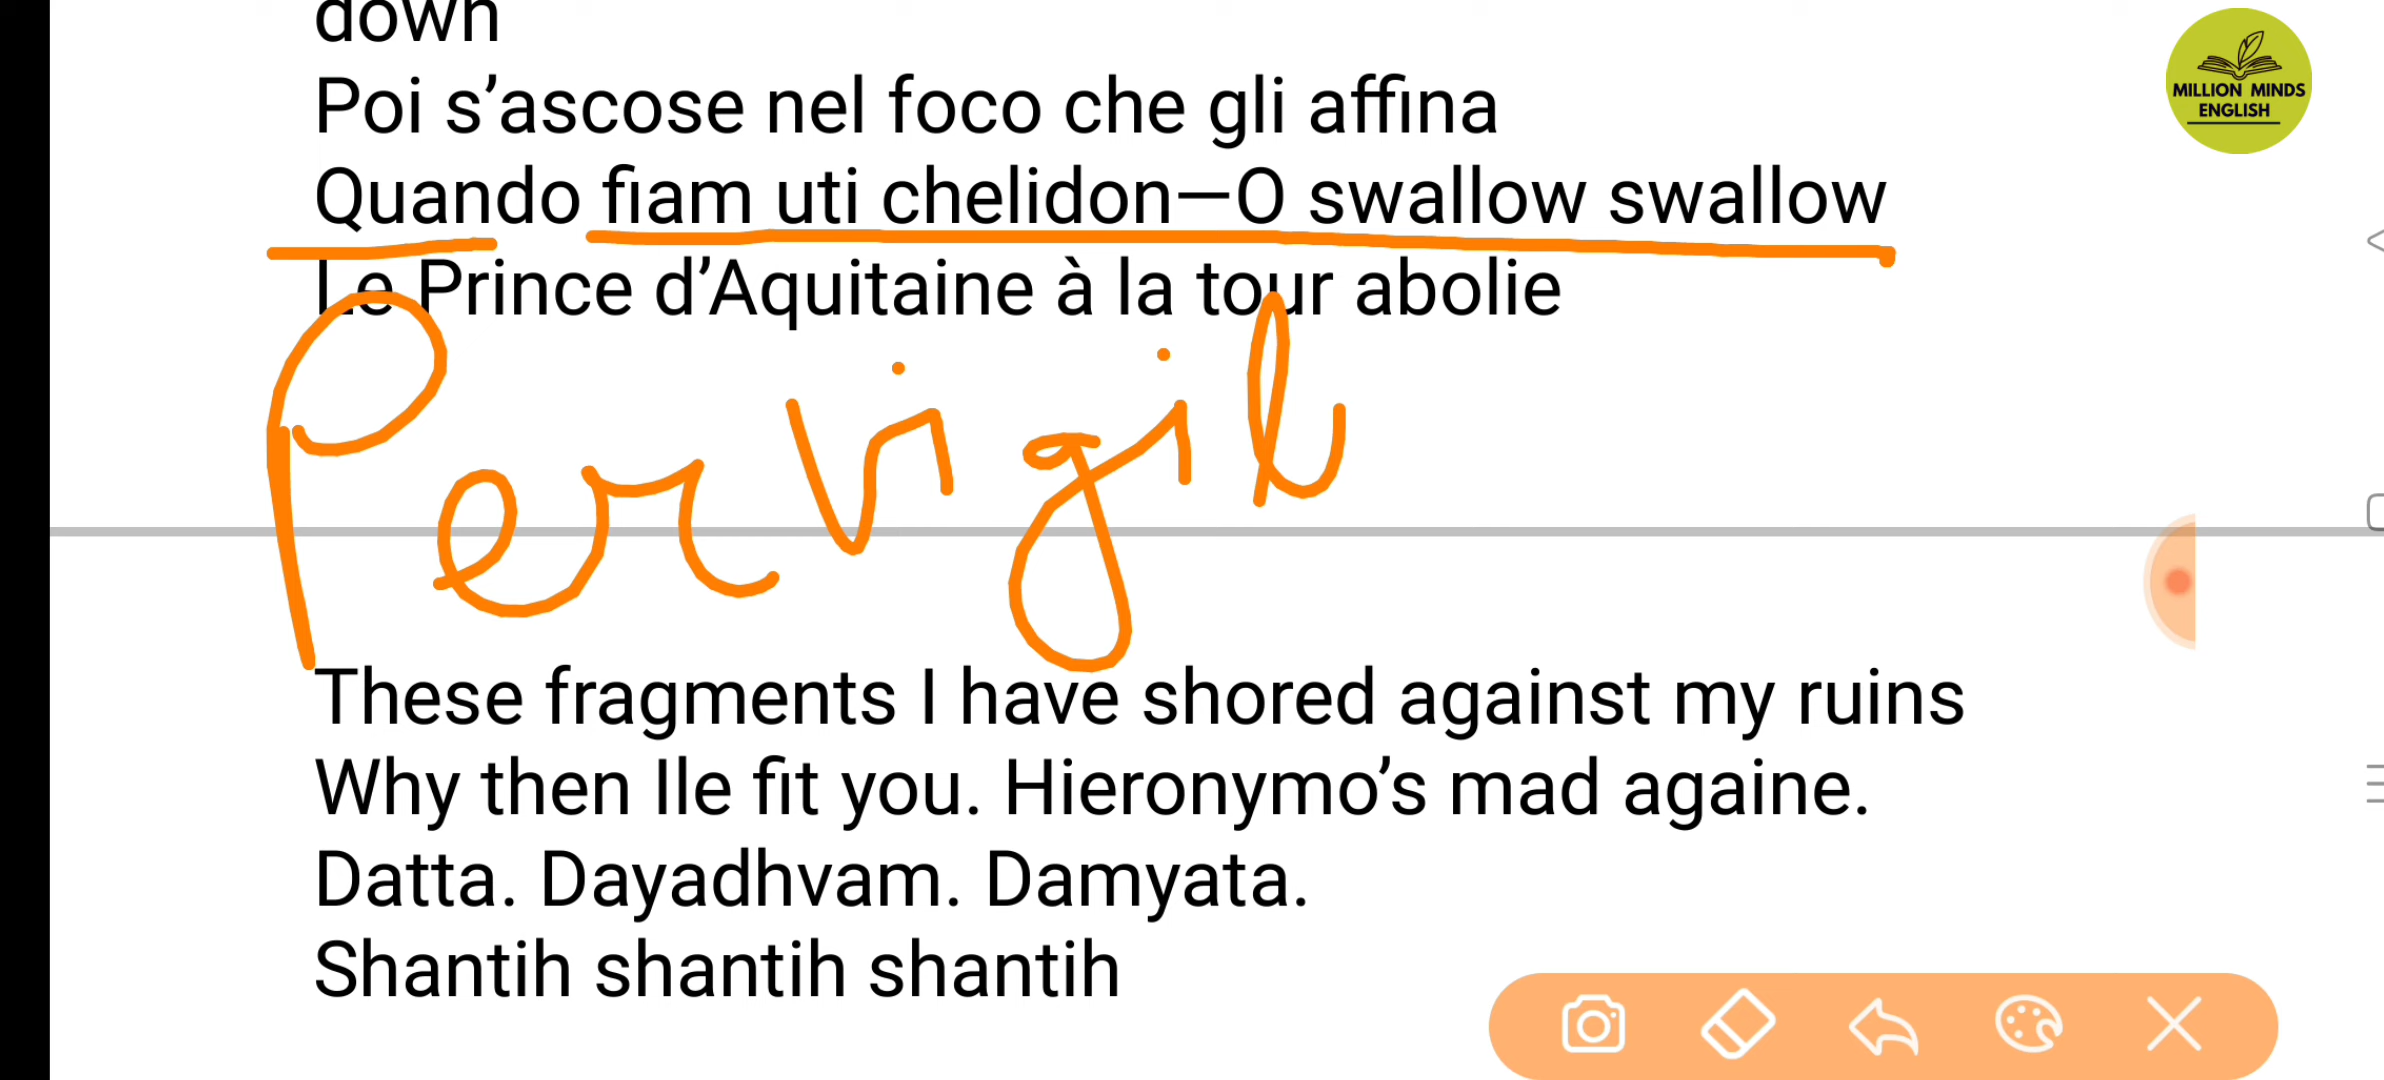 down
Poi s’ascose nel foco che gli affina
Quando fiam uti chelidon—O swallow swallow
Le Prince d’Aquitaine à la tour abolie
Pervigil
These fragments I have shored against my ruins
Why then Ile fit you. Hieronymo’s mad againe.
Datta. Dayadhvam. Damyata.
Shantih shantih shantih
MILLION MINDS
ENGLISH